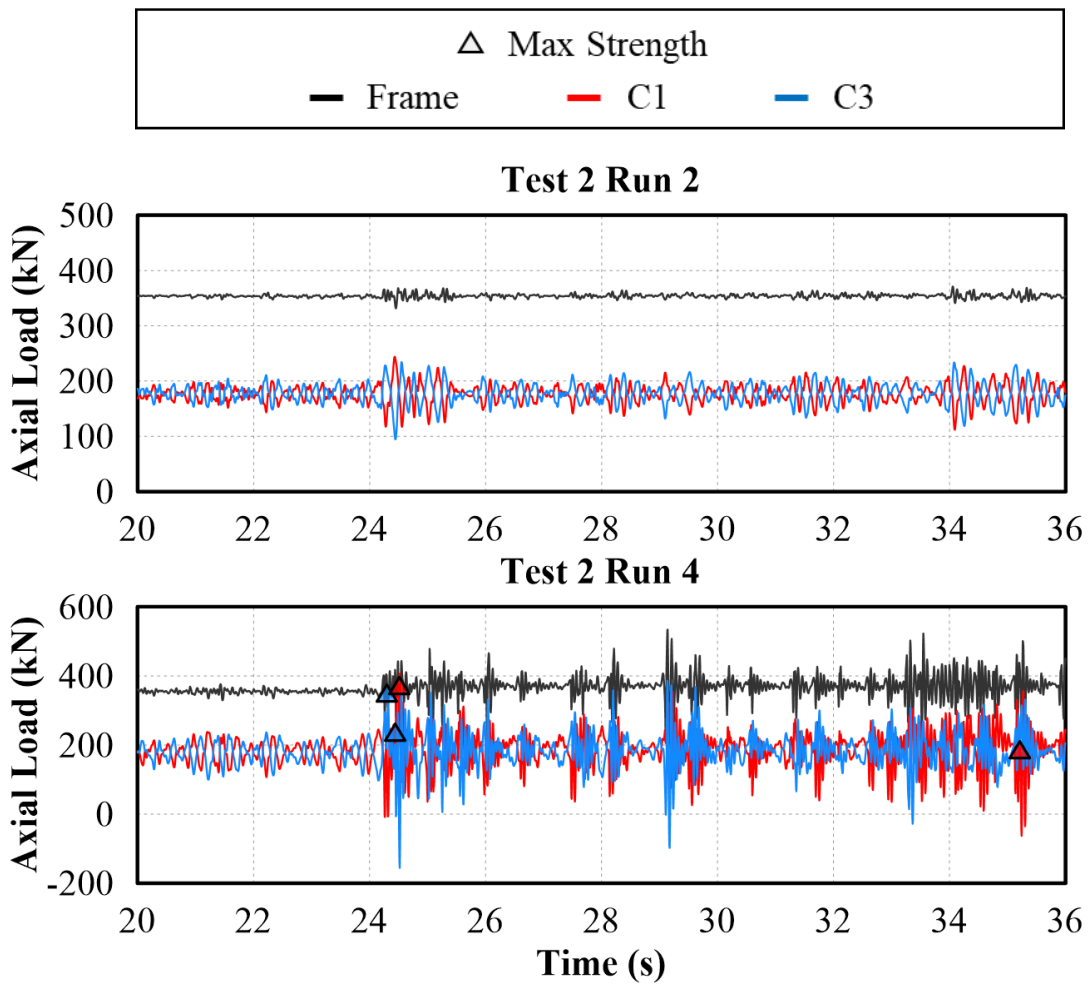 Max Strength
Frame C1 C3
Test 2 Run 2
Axial Load (kN)
500
400
300
200
100
0
20 22 24 26 28 30 32 34 36
Test 2 Run 4
Axial Load (kN)
600
400
200
0
-200
20 22 24 26 28 30 32 34 36
Time (s)